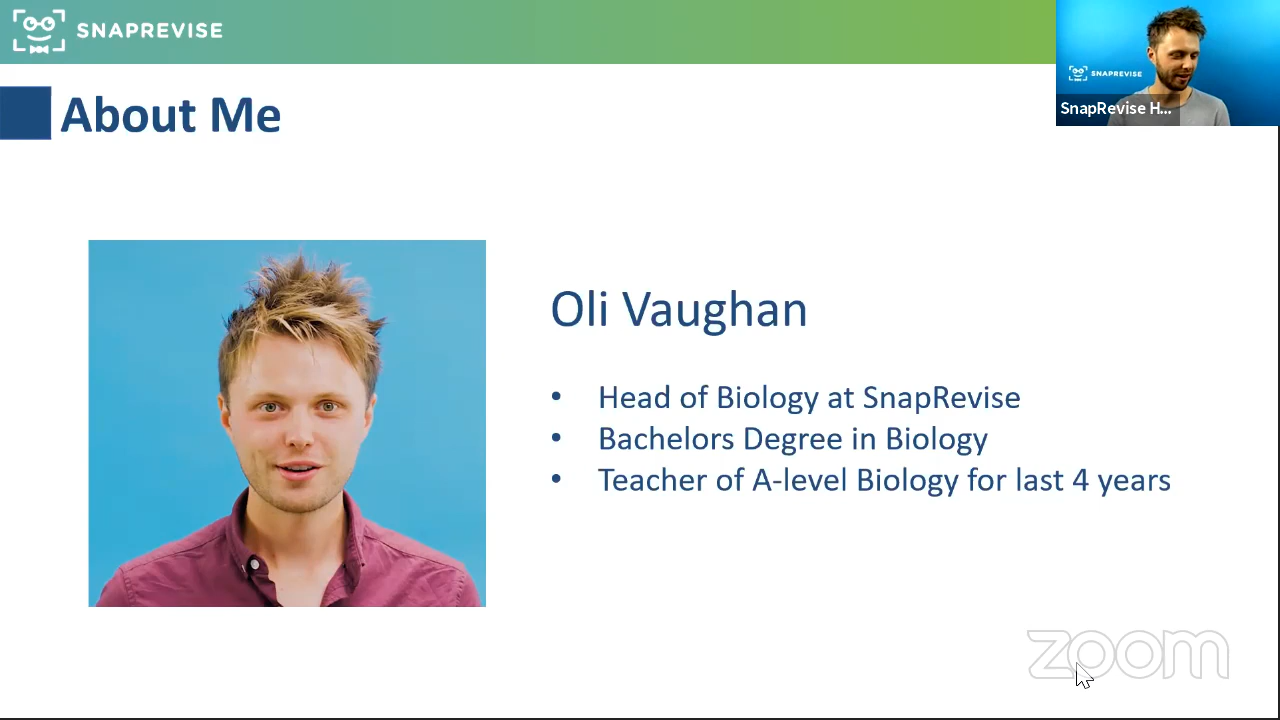 SNAPREVISE
SNAPREVISE
SnapRevise H...
About Me
Oli Vaughan
• Head of Biology at SnapRevise
• Bachelors Degree in Biology
• Teacher of A-level Biology for last 4 years
zoom